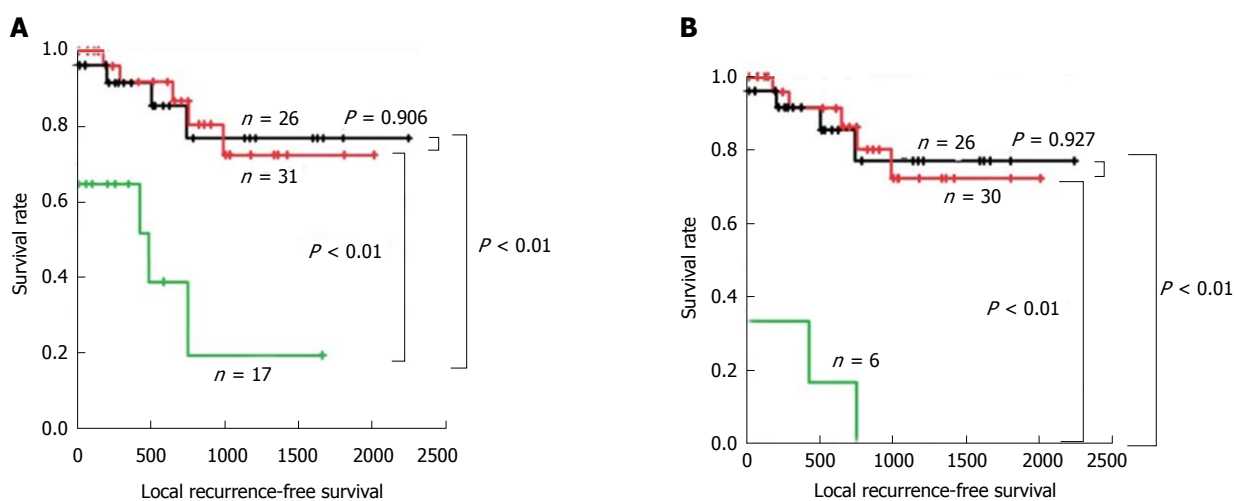 A
1.0
0.8
0.6
0.4
0.2
0.0
Survival rate
n = 26
P = 0.906
n = 31
P < 0.01
P < 0.01
n = 17
0 500 1000 1500 2000 2500
Local recurrence-free survival
B
1.0
0.8
0.6
0.4
0.2
0.0
Survival rate
n = 26
P = 0.927
n = 30
P < 0.01
P < 0.01
n = 6
0 500 1000 1500 2000 2500
Local recurrence-free survival